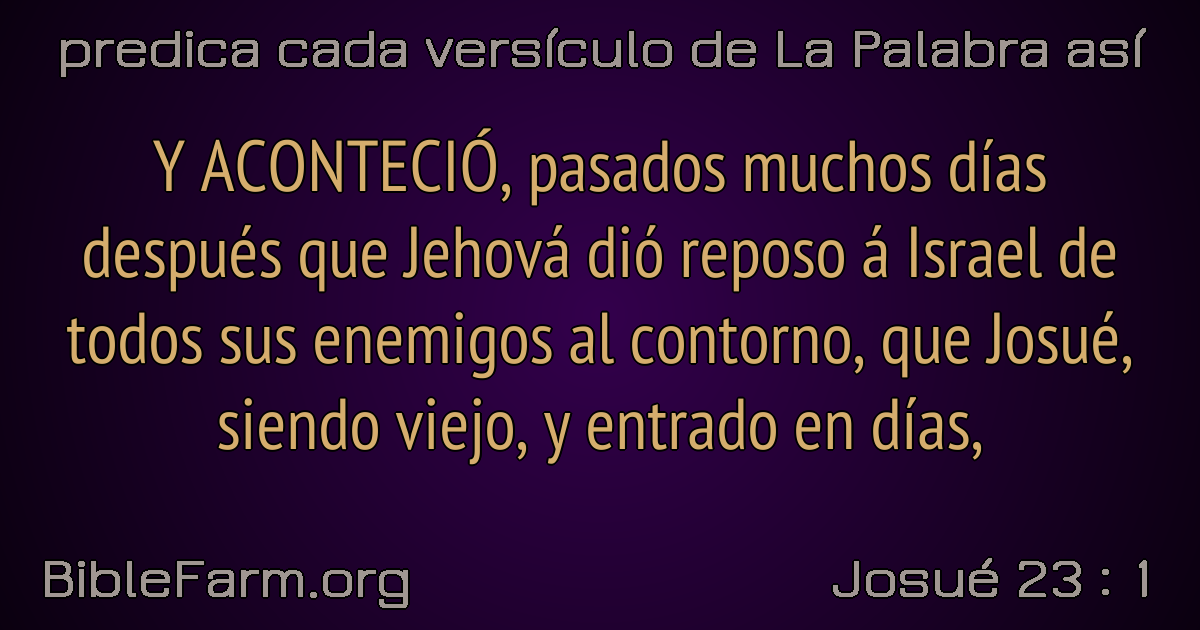 predica cada versículo de La Palabra así
Y ACONTECIÓ, pasados muchos días
después que Jehová dió reposo á Israel de
todos sus enemigos al contorno, que Josué,
siendo viejo, y entrado en días,
BibleFarm.org
Josué 23 : 1